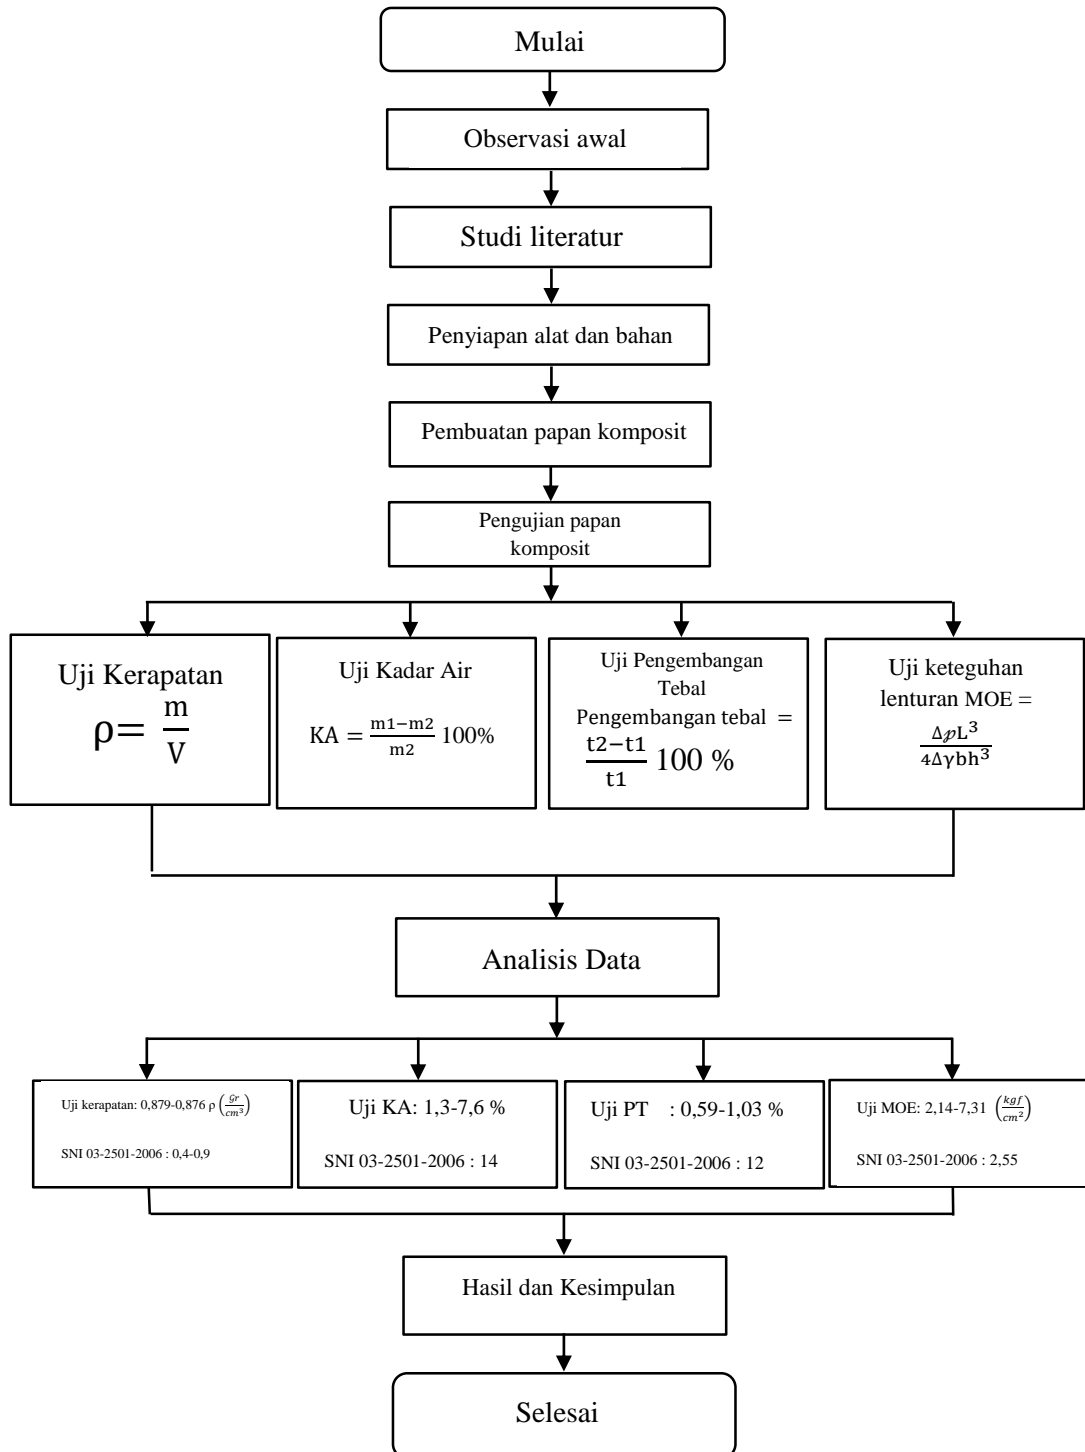 Mulai
Observasi awal
Studi literatur
Penyiapan alat dan bahan
Pembuatan papan komposit
Pengujian papan
komposit
Uji Kerapatan
ρ= m/V
Uji Kadar Air
KA = m1−m2/m2 100%
Uji Pengembangan
Tebal
Pengembangan tebal =
t2−t1/t1 100 %
Uji keteguhan
lenturan MOE =
Δ𝓅L³/4Δγbh³
Analisis Data
Uji kerapatan: 0,879-0,876 ρ (gr/cm³)
SNI 03-2501-2006 : 0,4-0,9
Uji KA: 1,3-7,6 %
SNI 03-2501-2006 : 14
Uji PT : 0,59-1,03 %
SNI 03-2501-2006 : 12
Uji MOE: 2,14-7,31 (kgf/cm²)
SNI 03-2501-2006 : 2,55
Hasil dan Kesimpulan
Selesai